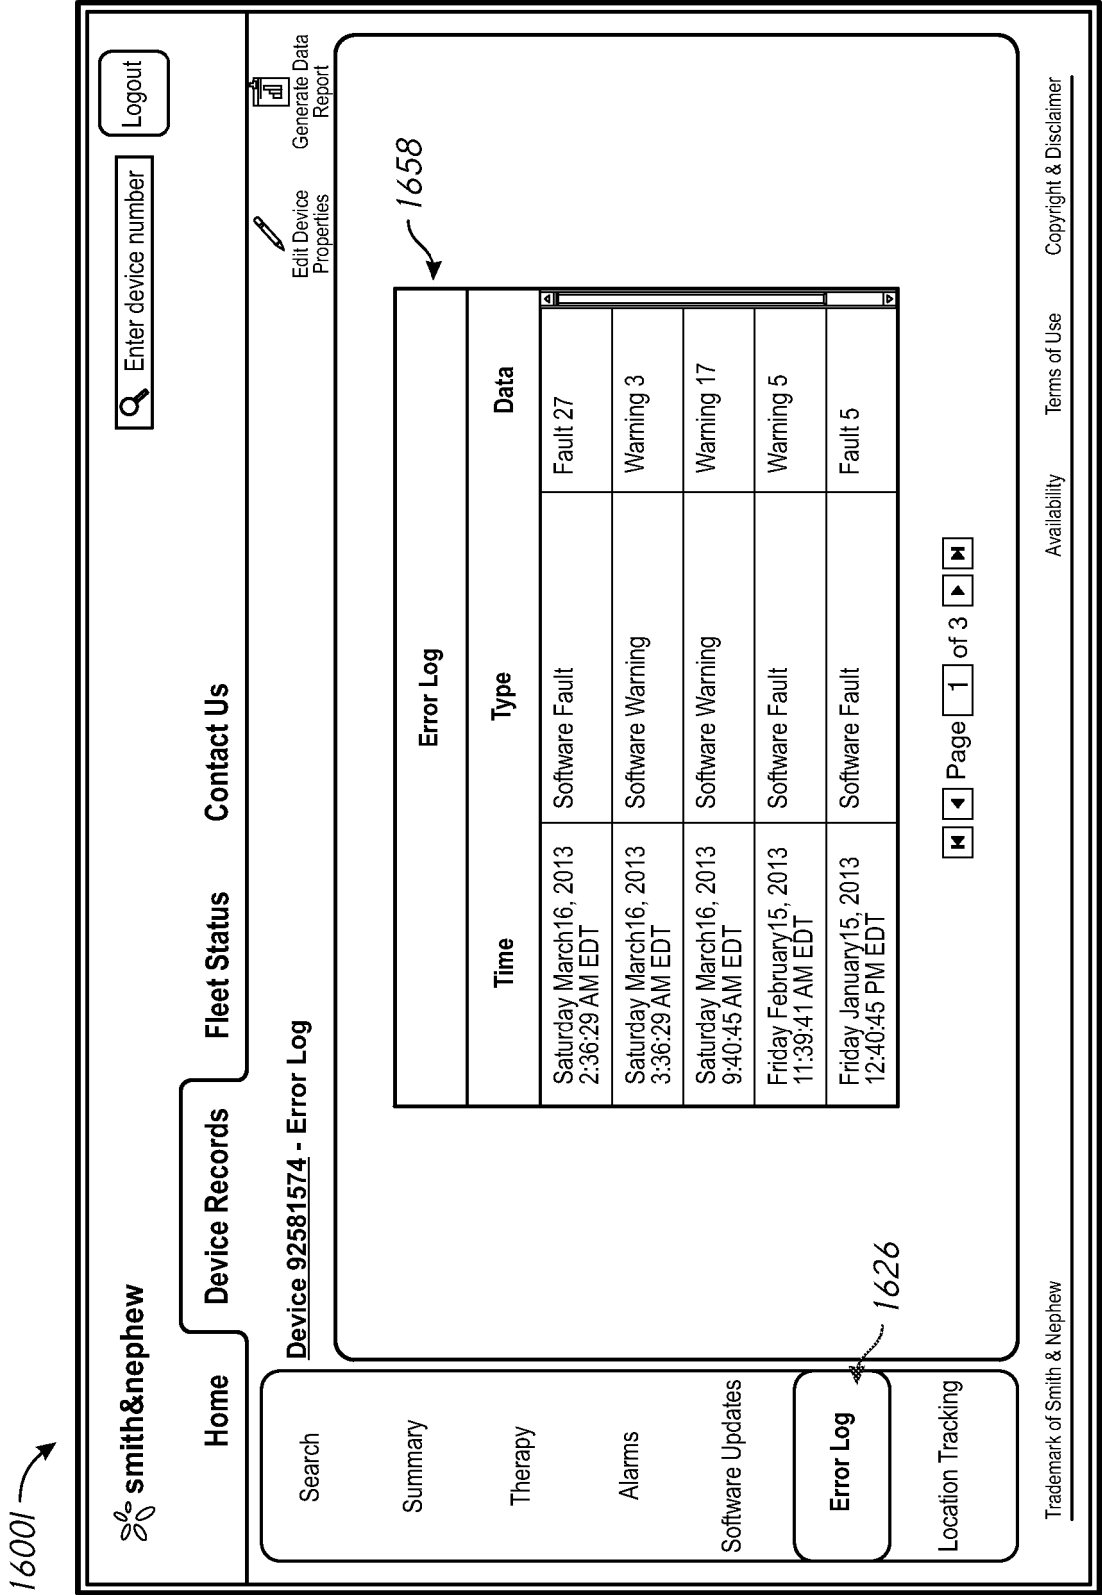 1600I
smith&nephew
Enter device number
Logout
Home
Device Records
Fleet Status
Contact Us
Device 92581574 - Error Log
Edit Device
Properties
Generate Data
Report
Search
Summary
Therapy
Alarms
Software Updates
Error Log
Location Tracking
1626
1658
Error Log
Time Type Data
Saturday March16, 2013
2:36:29 AM EDT
Software Fault
Fault 27
Saturday March16, 2013
3:36:29 AM EDT
Software Warning
Warning 3
Saturday March16, 2013
9:40:45 AM EDT
Software Warning
Warning 17
Friday February15, 2013
11:39:41 AM EDT
Software Fault
Warning 5
Friday January15, 2013
12:40:45 PM EDT
Software Fault
Fault 5
Page 1 of 3
Trademark of Smith & Nephew
Availability
Terms of Use
Copyright & Disclaimer